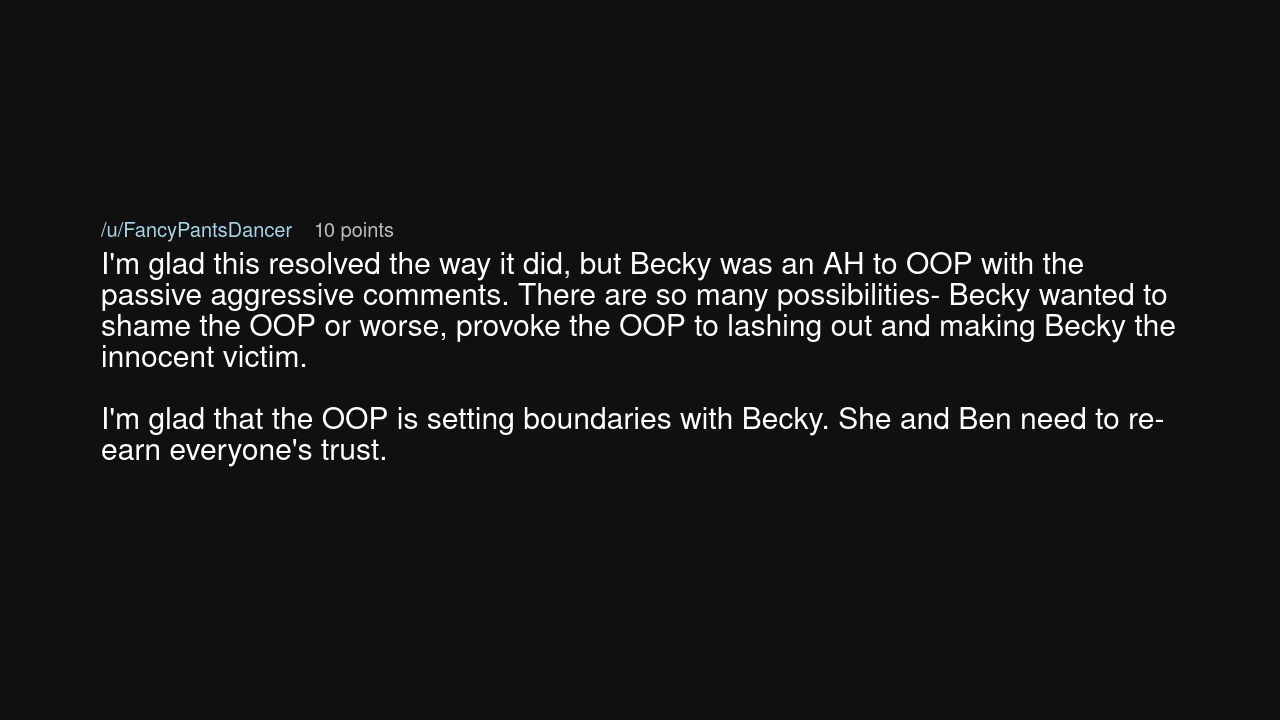 /u/FancyPantsDancer 10 points
I'm glad this resolved the way it did, but Becky was an AH to OOP with the
passive aggressive comments. There are so many possibilities- Becky wanted to
shame the OOP or worse, provoke the OOP to lashing out and making Becky the
innocent victim.
I'm glad that the OOP is setting boundaries with Becky. She and Ben need to re-
earn everyone's trust.